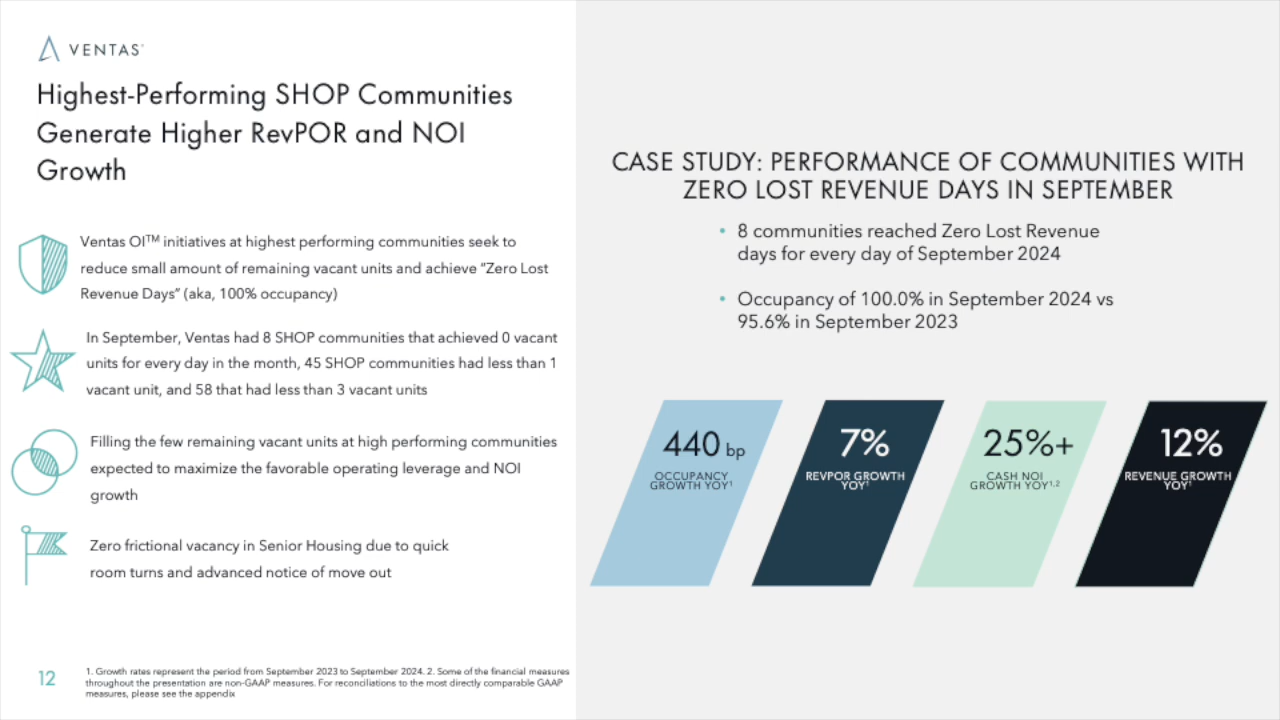 VENTAS
Highest-Performing SHOP Communities
Generate Higher RevPOR and NOI
Growth
Ventas OI™ initiatives at highest performing communities seek to
reduce small amount of remaining vacant units and achieve “Zero Lost
Revenue Days” (aka, 100% occupancy)
In September, Ventas had 8 SHOP communities that achieved 0 vacant
units for every day in the month, 45 SHOP communities had less than 1
vacant unit, and 58 that had less than 3 vacant units
Filling the few remaining vacant units at high performing communities
expected to maximize the favorable operating leverage and NOI
growth
Zero frictional vacancy in Senior Housing due to quick
room turns and advanced notice of move out
12
1. Growth rates represent the period from September 2023 to September 2024. 2. Some of the financial measures
throughout the presentation are non-GAAP measures. For reconciliations to the most directly comparable GAAP
measures, please see the appendix
CASE STUDY: PERFORMANCE OF COMMUNITIES WITH
ZERO LOST REVENUE DAYS IN SEPTEMBER
• 8 communities reached Zero Lost Revenue
days for every day of September 2024
• Occupancy of 100.0% in September 2024 vs
95.6% in September 2023
440 bp
OCCUPANCY
GROWTH YOY¹
7%
REVPOR GROWTH
YOY¹
25%+
CASH NOI
GROWTH YOY¹,²
12%
REVENUE GROWTH
YOY¹